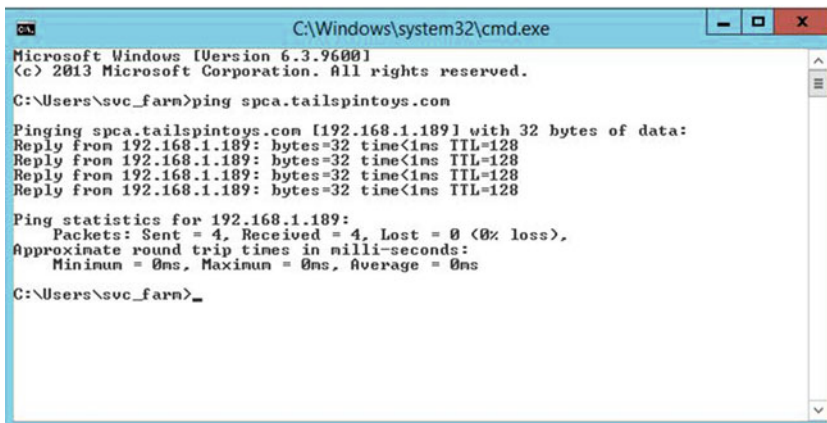 C:\Windows\system32\cmd.exe
Microsoft Windows [Version 6.3.9600]
(c) 2013 Microsoft Corporation. All rights reserved.
C:\Users\svc_farm>ping spca.tailspintoys.com
Pinging spca.tailspintoys.com [192.168.1.189] with 32 bytes of data:
Reply from 192.168.1.189: bytes=32 time<1ms TTL=128
Reply from 192.168.1.189: bytes=32 time<1ms TTL=128
Reply from 192.168.1.189: bytes=32 time<1ms TTL=128
Reply from 192.168.1.189: bytes=32 time<1ms TTL=128
Ping statistics for 192.168.1.189:
Packets: Sent = 4, Received = 4, Lost = 0 (0% loss),
Approximate round trip times in milli-seconds:
Minimum = 0ms, Maximum = 0ms, Average = 0ms
C:\Users\svc_farm>_